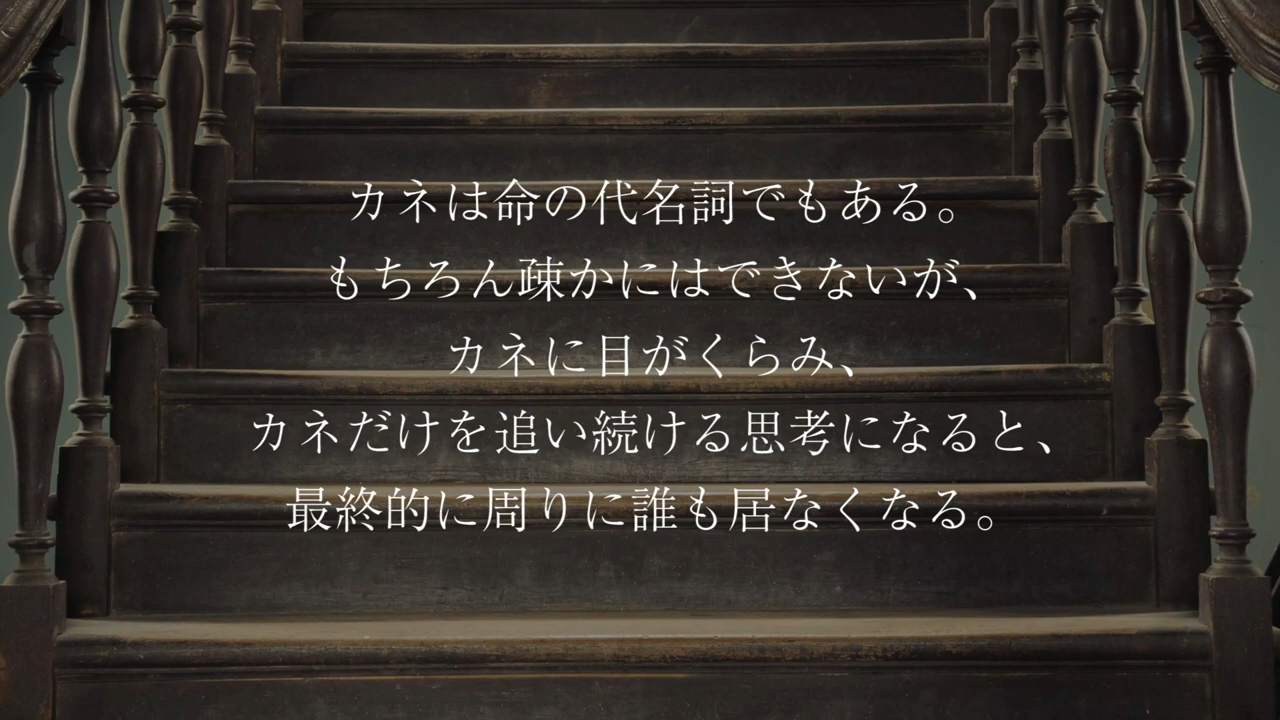 カネは命の代名詞でもある。
もちろん疎かにはできないが、
カネに目がくらみ、
カネだけを追い続ける思考になると、
最終的に周りに誰も居なくなる。